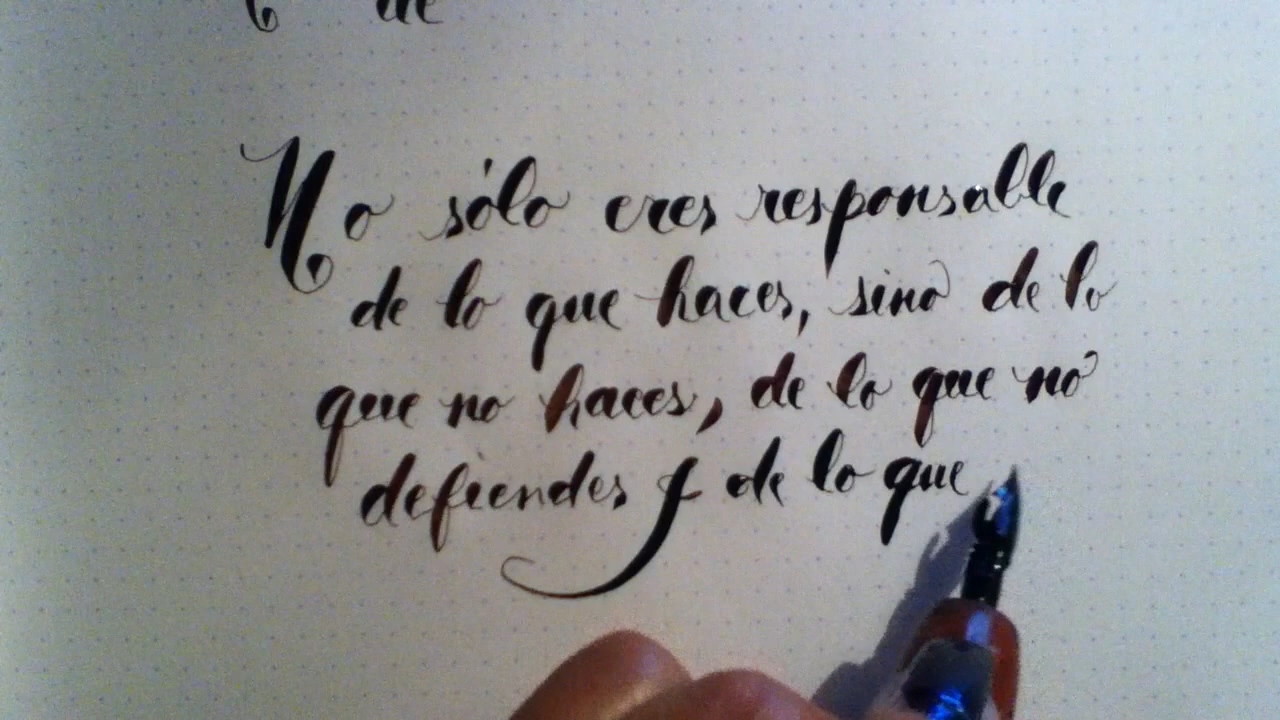 de
No sólo eres responsable
de lo que haces, sino de lo
que no haces, de lo que no
defiendes y de lo que